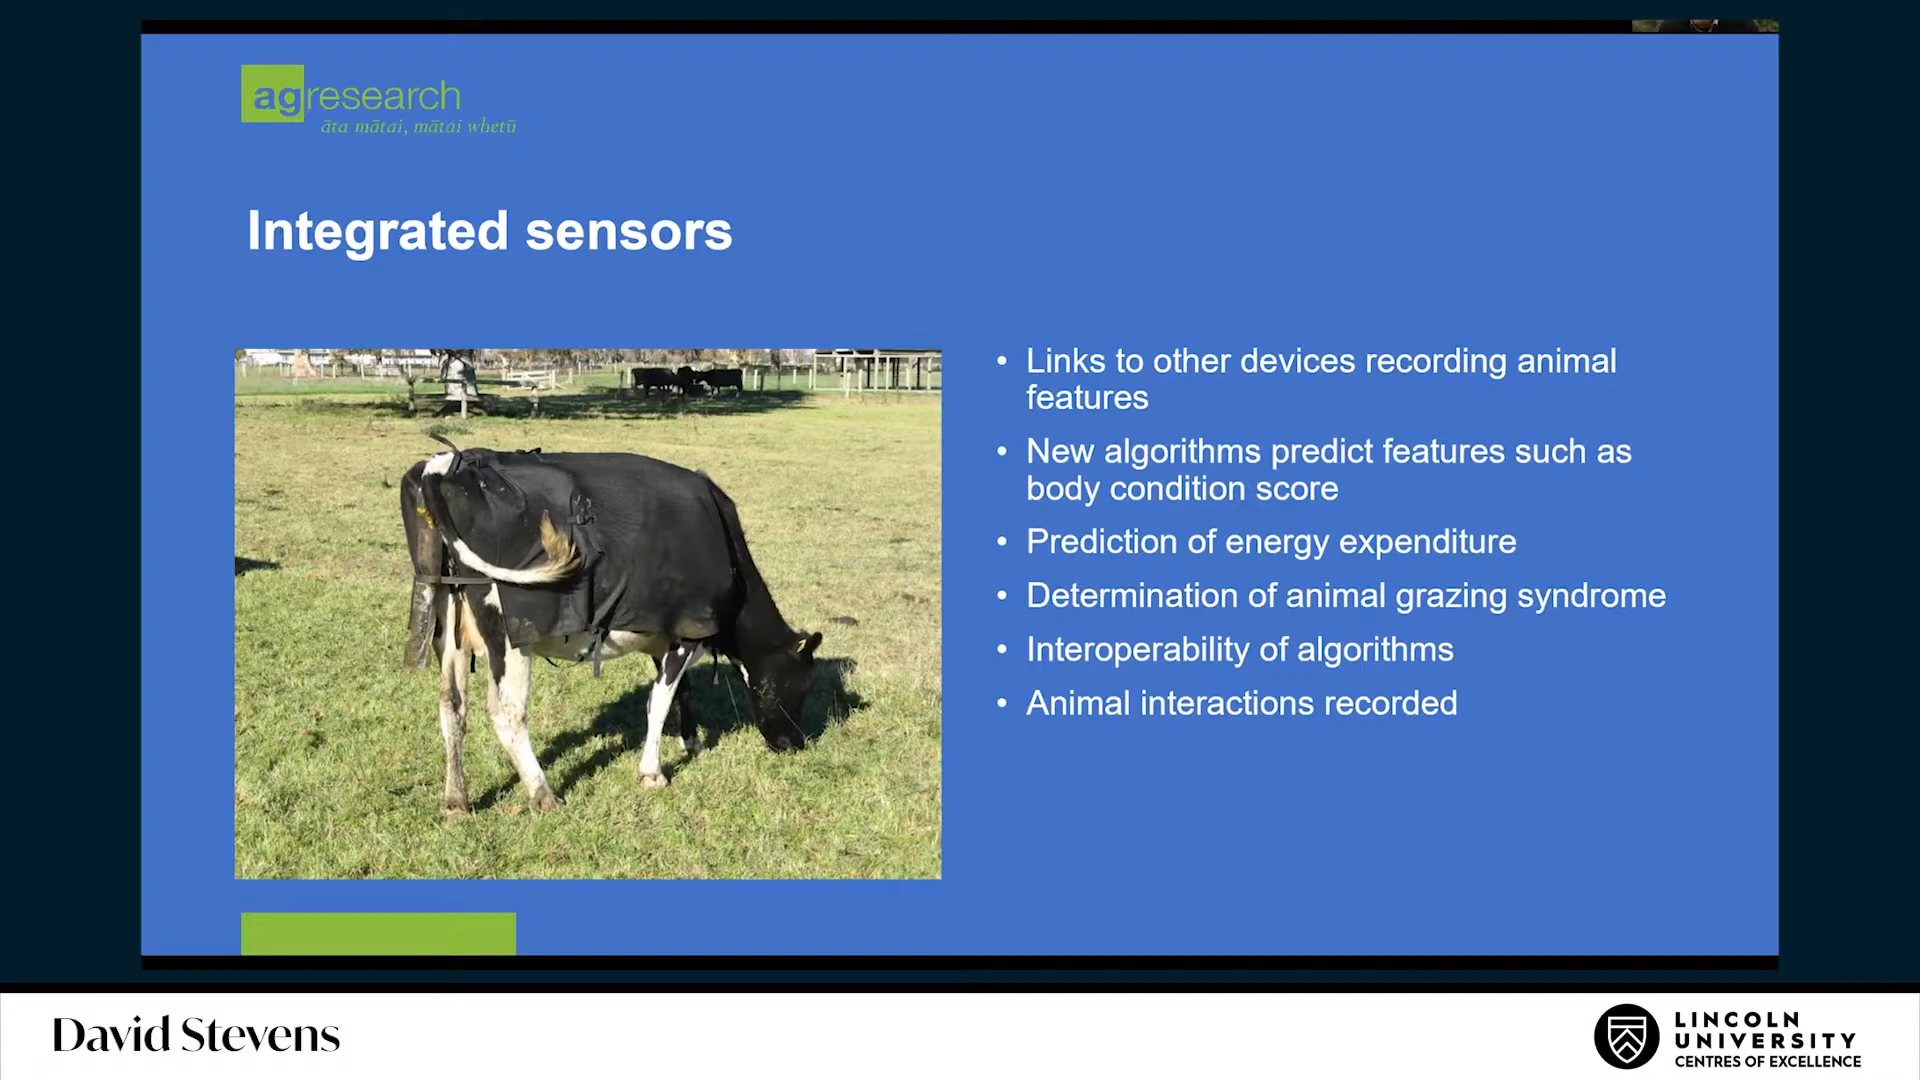 agresearch
āta mātai, mātai whetū
Integrated sensors
• Links to other devices recording animal
features
• New algorithms predict features such as
body condition score
• Prediction of energy expenditure
• Determination of animal grazing syndrome
• Interoperability of algorithms
• Animal interactions recorded
David Stevens
LINCOLN
UNIVERSITY
CENTRES OF EXCELLENCE